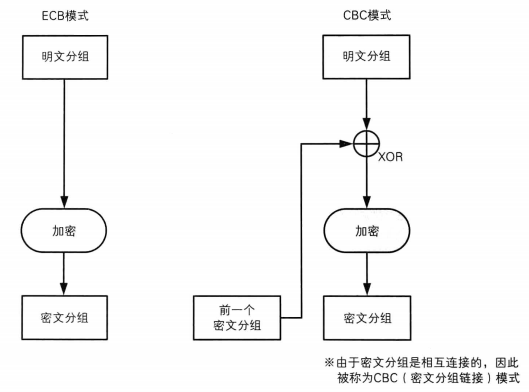 ECB模式
明文分组
加密
密文分组
CBC模式
明文分组
XOR
加密
前一个
密文分组
密文分组
※由于密文分组是相互连接的，因此
被称为CBC（密文分组链接）模式